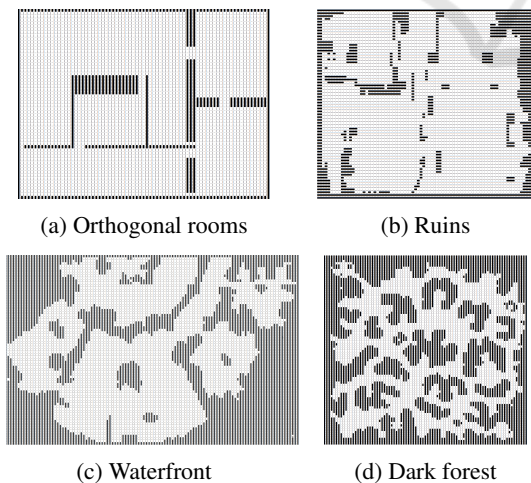 (a) Orthogonal rooms
(b) Ruins
(c) Waterfront
(d) Dark forest